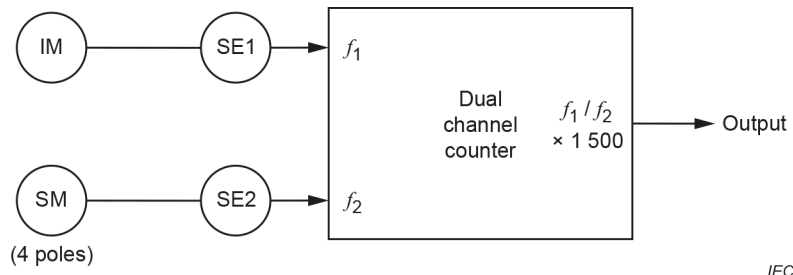 IM
SE1
f1
Dual
channel
counter
f1 / f2
× 1 500
Output
SM
SE2
f2
(4 poles)
IEC